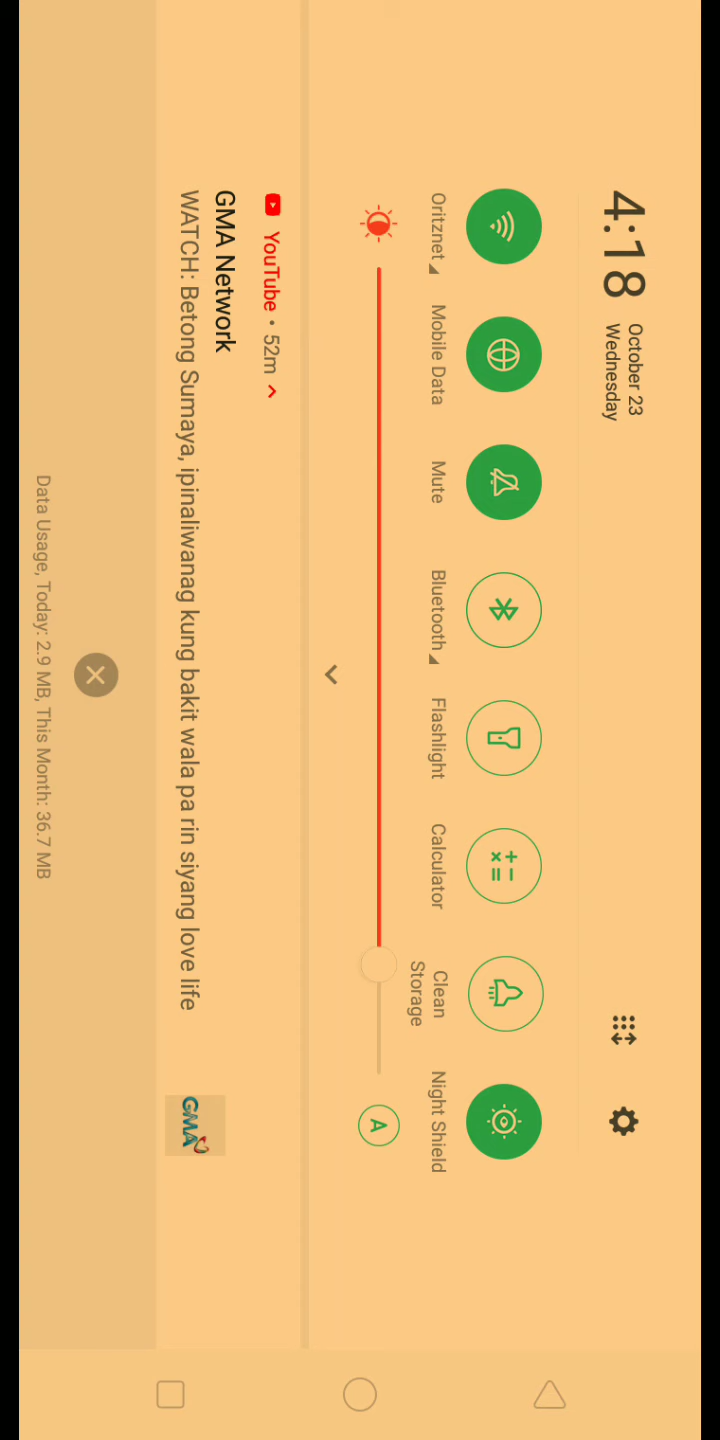 4:18
October 23
Wednesday
Oritznet
Mobile Data
Mute
Bluetooth
Flashlight
Calculator
Clean
Storage
Night Shield
A
YouTube • 52m
GMA Network
WATCH: Betong Sumaya, ipinaliwanag kung bakit wala pa rin siyang love life
GMA
Data Usage, Today: 2.9 MB, This Month: 36.7 MB